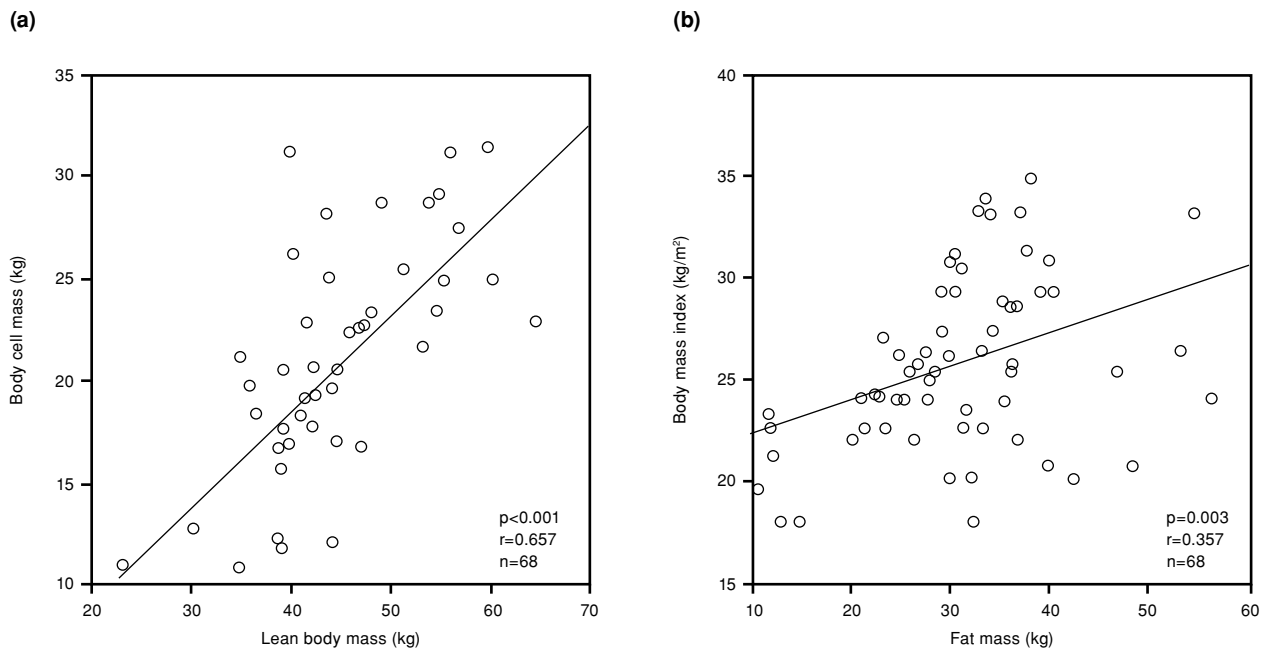 (a)
35
30
25
20
15
10
Body cell mass (kg)
20 30 40 50 60 70
Lean body mass (kg)
p<0.001
r=0.657
n=68
(b)
40
35
30
25
20
15
Body mass index (kg/m²)
10 20 30 40 50 60
Fat mass (kg)
p=0.003
r=0.357
n=68